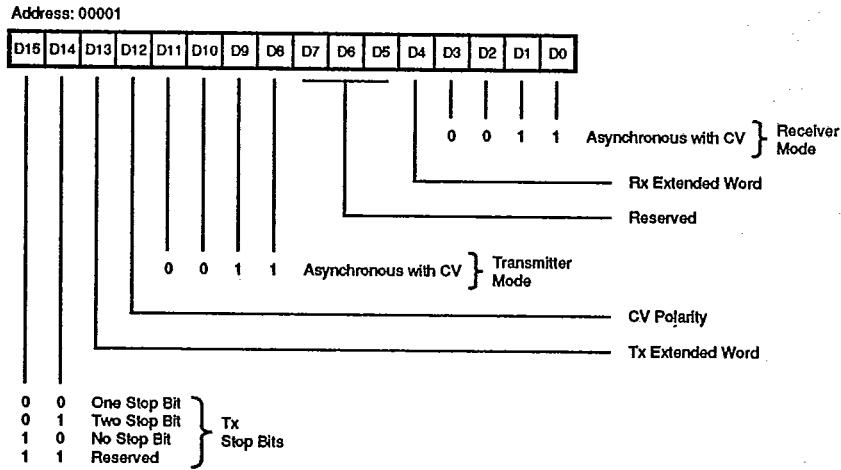 Address: 00001
D15 D14 D13 D12 D11 D10 D9 D8 D7 D6 D5 D4 D3 D2 D1 D0
0 0 1 1 Asynchronous with CV } Receiver Mode
Rx Extended Word
Reserved
0 0 1 1 Asynchronous with CV } Transmitter Mode
CV Polarity
Tx Extended Word
0 0 One Stop Bit
0 1 Two Stop Bit
1 0 No Stop Bit
1 1 Reserved
Tx
Stop Bits